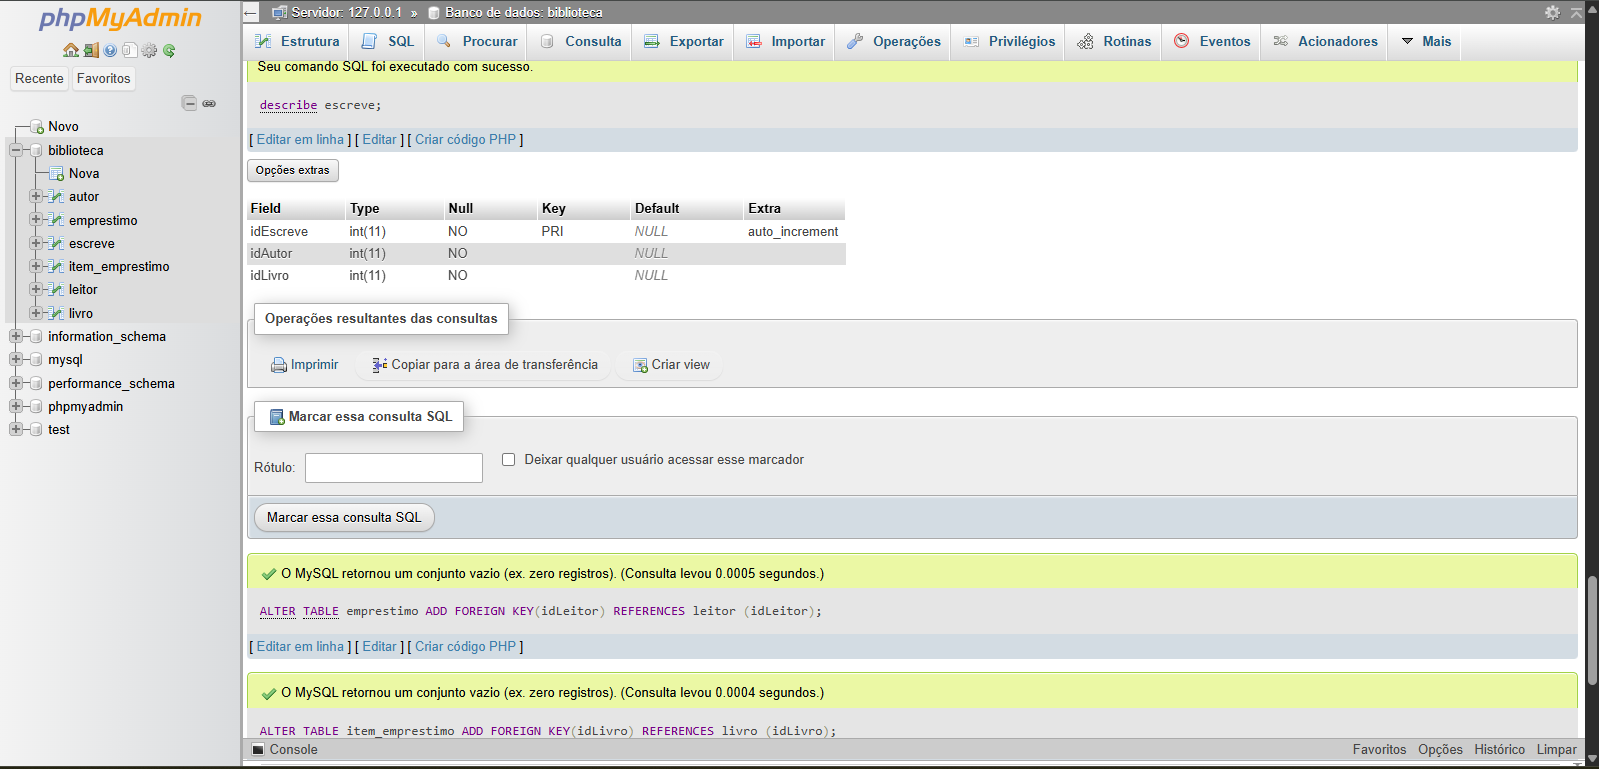 phpMyAdmin
Recente Favoritos
Novo
biblioteca
Nova
autor
emprestimo
escreve
item_emprestimo
leitor
livro
information_schema
mysql
performance_schema
phpmyadmin
test
Servidor: 127.0.0.1 » Banco de dados: biblioteca
Estrutura SQL Procurar Consulta Exportar Importar Operações Privilégios Rotinas Eventos Acionadores Mais
Seu comando SQL foi executado com sucesso.
describe escreve;
[ Editar em linha ] [ Editar ] [ Criar código PHP ]
Opções extras
Field Type Null Key Default Extra
idEscreve int(11) NO PRI NULL auto_increment
idAutor int(11) NO NULL
idLivro int(11) NO NULL
Operações resultantes das consultas
Imprimir Copiar para a área de transferência Criar view
Marcar essa consulta SQL
Rótulo: Deixar qualquer usuário acessar esse marcador
Marcar essa consulta SQL
O MySQL retornou um conjunto vazio (ex. zero registros). (Consulta levou 0.0005 segundos.)
ALTER TABLE emprestimo ADD FOREIGN KEY(idLeitor) REFERENCES leitor (idLeitor);
[ Editar em linha ] [ Editar ] [ Criar código PHP ]
O MySQL retornou um conjunto vazio (ex. zero registros). (Consulta levou 0.0004 segundos.)
ALTER TABLE item_emprestimo ADD FOREIGN KEY(idLivro) REFERENCES livro (idLivro);
Console Favoritos Opções Histórico Limpar